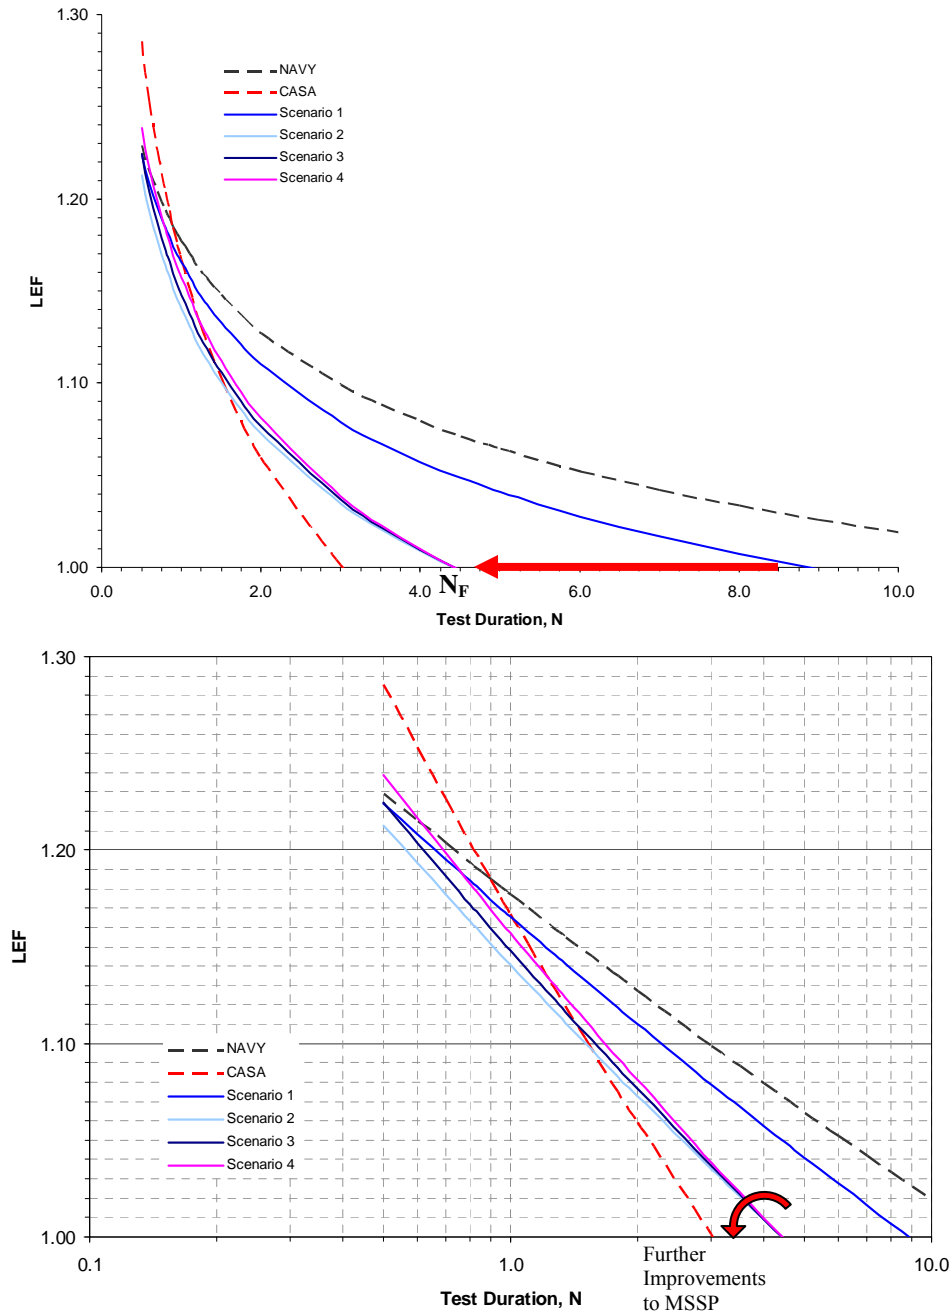 1.30
NAVY
CASA
Scenario 1
Scenario 2
Scenario 3
Scenario 4
1.20
LEF
1.10
1.00
0.0
2.0
4.0
6.0
8.0
10.0
NF
Test Duration, N
1.30
1.20
LEF
1.10
NAVY
CASA
Scenario 1
Scenario 2
Scenario 3
Scenario 4
1.00
0.1
1.0
10.0
Further
Improvements
to MSSP
Test Duration, N